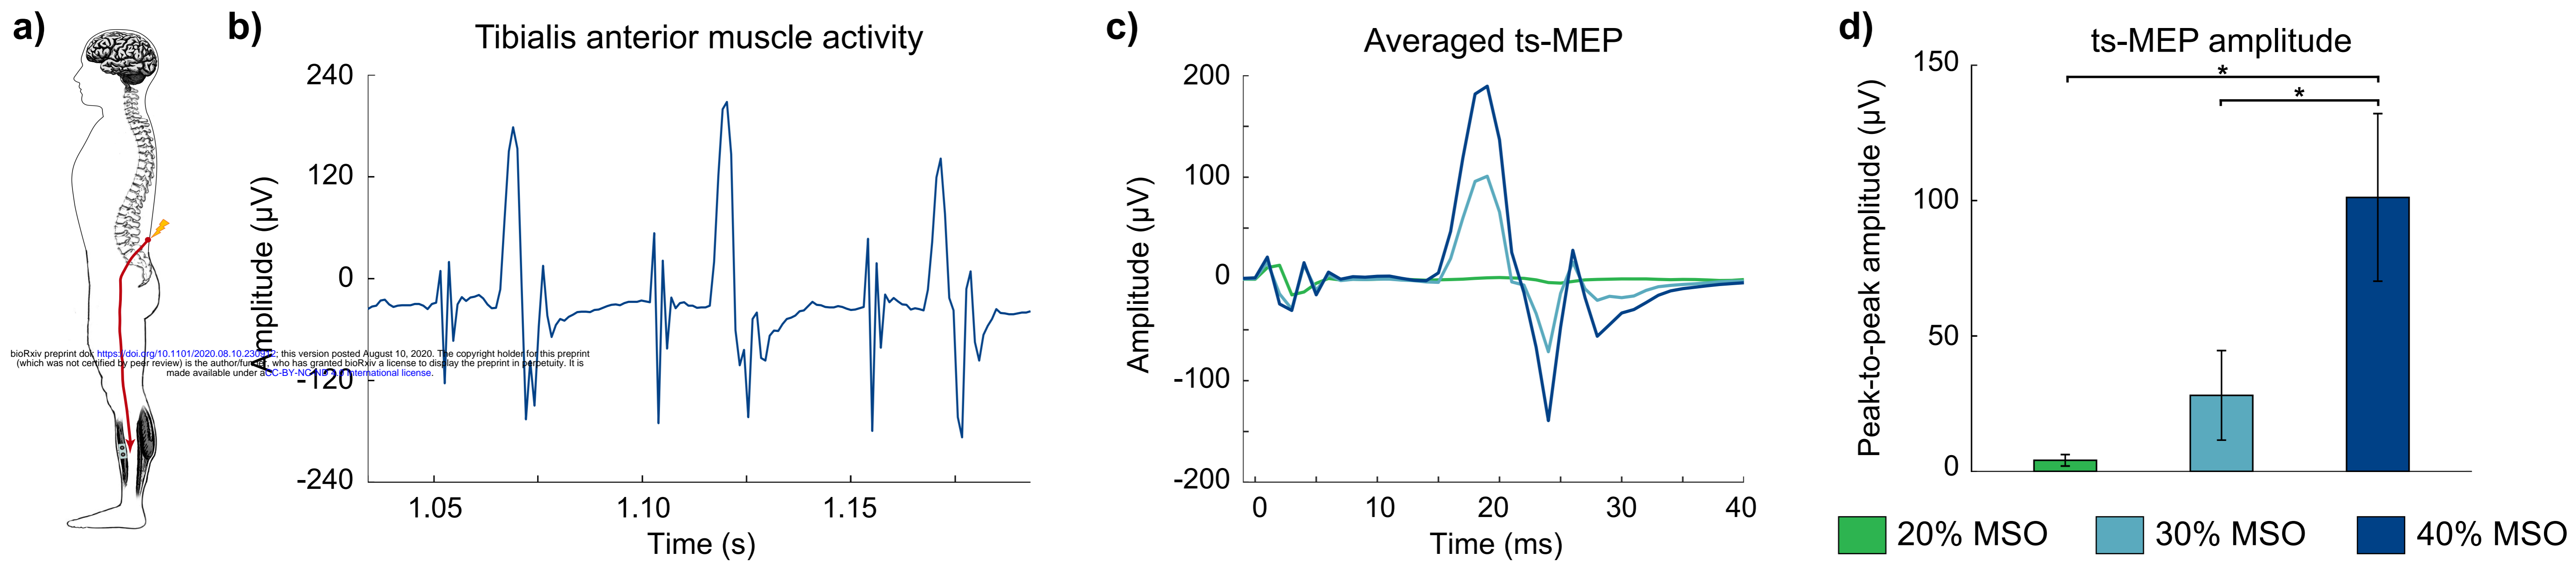 a)
b)
Tibialis anterior muscle activity
Amplitude (µV)
240
120
0
-120
-240
1.05
1.10
1.15
Time (s)
bioRxiv preprint doi: https://doi.org/10.1101/2020.08.10.230912; this version posted August 10, 2020. The copyright holder for this preprint
(which was not certified by peer review) is the author/funder, who has granted bioRxiv a license to display the preprint in perpetuity. It is
made available under aCC-BY-NC-ND 4.0 International license.
c)
Averaged ts-MEP
Amplitude (µV)
200
100
0
-100
-200
0
10
20
30
40
Time (ms)
d)
ts-MEP amplitude
Peak-to-peak amplitude (µV)
150
100
50
0
*
*
20% MSO
30% MSO
40% MSO